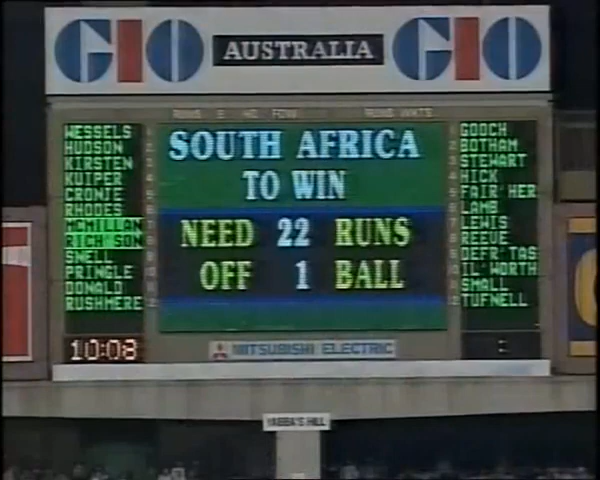 GIO AUSTRALIA GIO
SOUTH AFRICA
TO WIN
NEED 22 RUNS
OFF 1 BALL
WESSELS
HUDSON
KIRSTEN
KUIPER
CRONJE
RHODES
MCMILLAN
RICH'SON
SNELL
PRINGLE
DONALD
RUSHMERE
GOOCH
BOTHAM
STEWART
HICK
FAIR'HER
LAMB
LEWIS
REEVE
DEFR'TAS
IL'WORTH
SMALL
TUFNELL
10:08
MITSUBISHI ELECTRIC
YABBA'S HILL